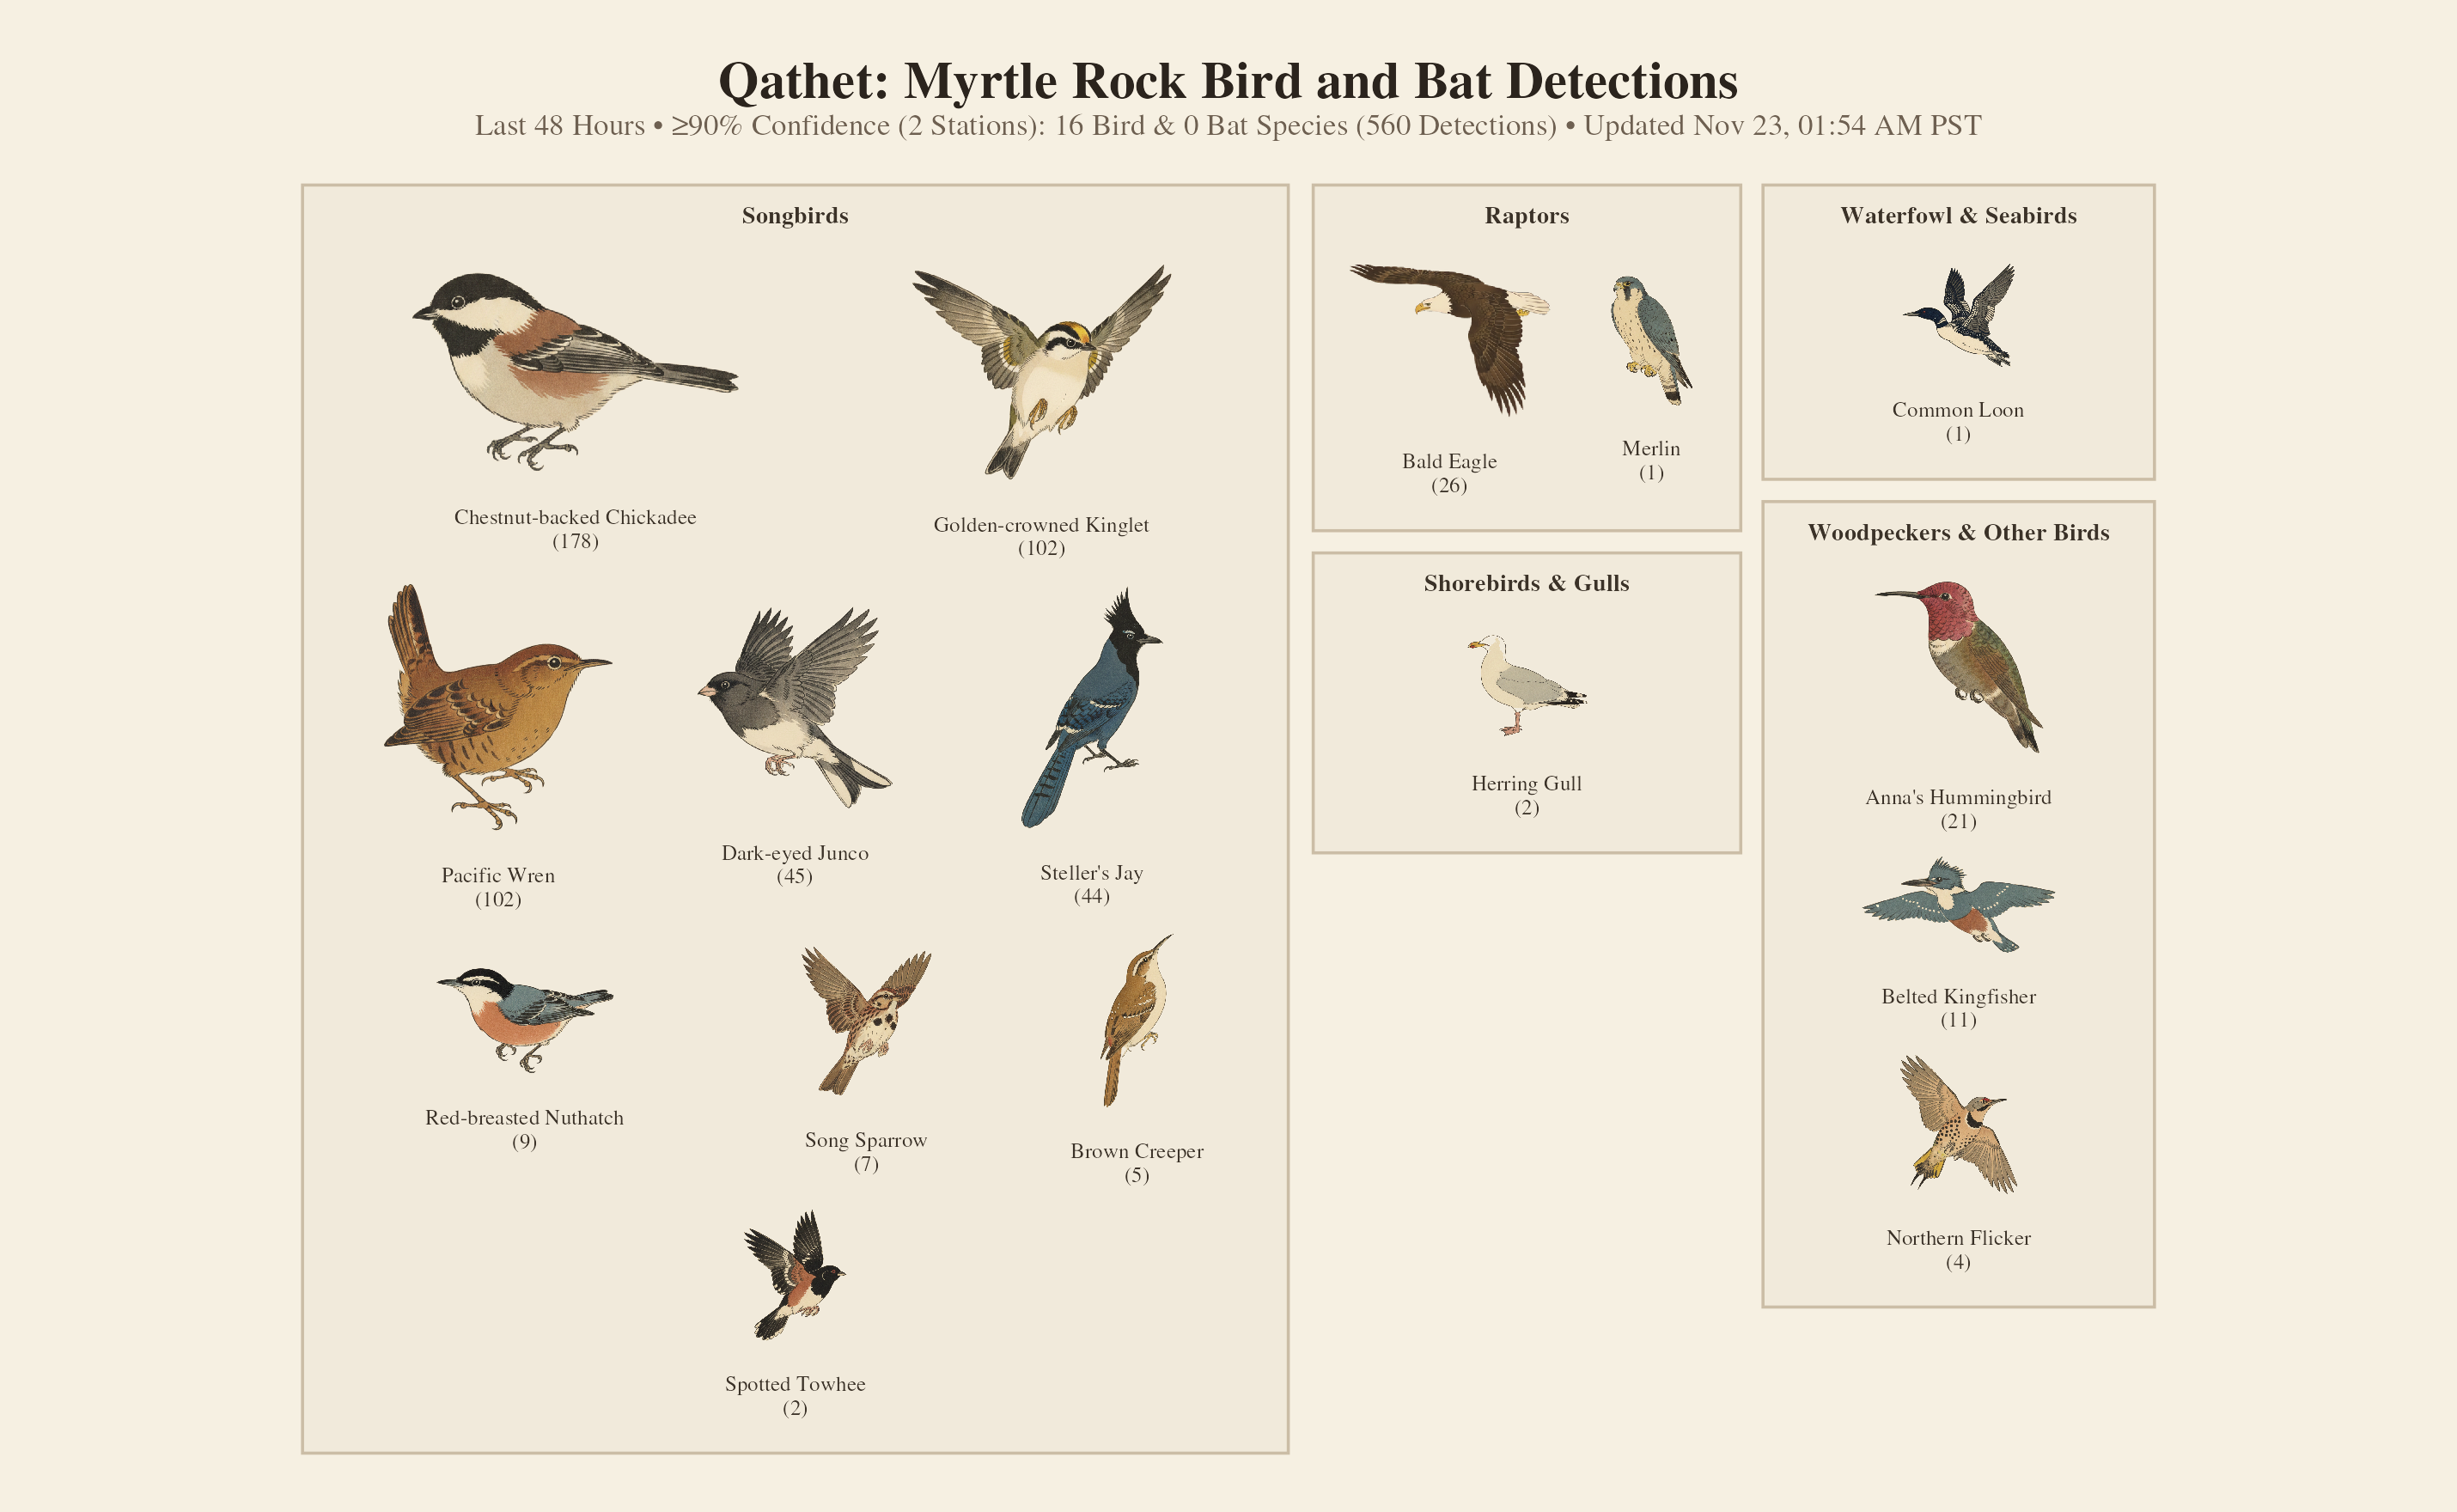 Qathet: Myrtle Rock Bird and Bat Detections
Last 48 Hours • ≥90% Confidence (2 Stations): 16 Bird & 0 Bat Species (560 Detections) • Updated Nov 23, 01:54 AM PST
Songbirds
Chestnut-backed Chickadee
(178)
Golden-crowned Kinglet
(102)
Pacific Wren
(102)
Dark-eyed Junco
(45)
Steller's Jay
(44)
Red-breasted Nuthatch
(9)
Song Sparrow
(7)
Brown Creeper
(5)
Spotted Towhee
(2)
Raptors
Bald Eagle
(26)
Merlin
(1)
Shorebirds & Gulls
Herring Gull
(2)
Waterfowl & Seabirds
Common Loon
(1)
Woodpeckers & Other Birds
Anna's Hummingbird
(21)
Belted Kingfisher
(11)
Northern Flicker
(4)